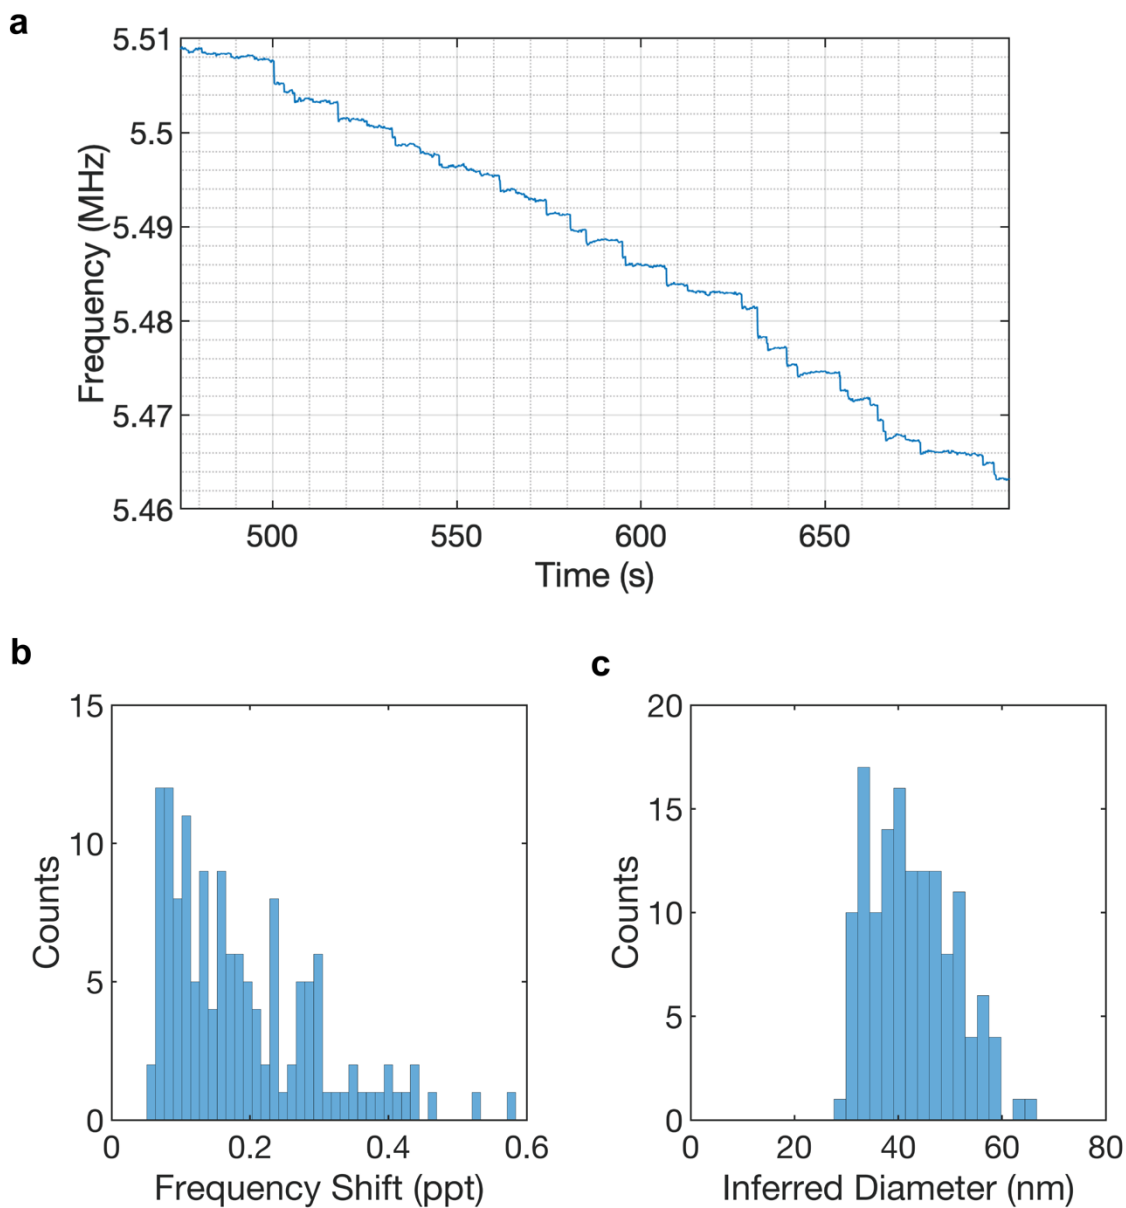 a
5.51
5.5
5.49
5.48
5.47
5.46
Frequency (MHz)
500 550 600 650
Time (s)
b
15
10
5
0
Counts
0 0.2 0.4 0.6
Frequency Shift (ppt)
c
20
15
10
5
0
Counts
0 20 40 60 80
Inferred Diameter (nm)